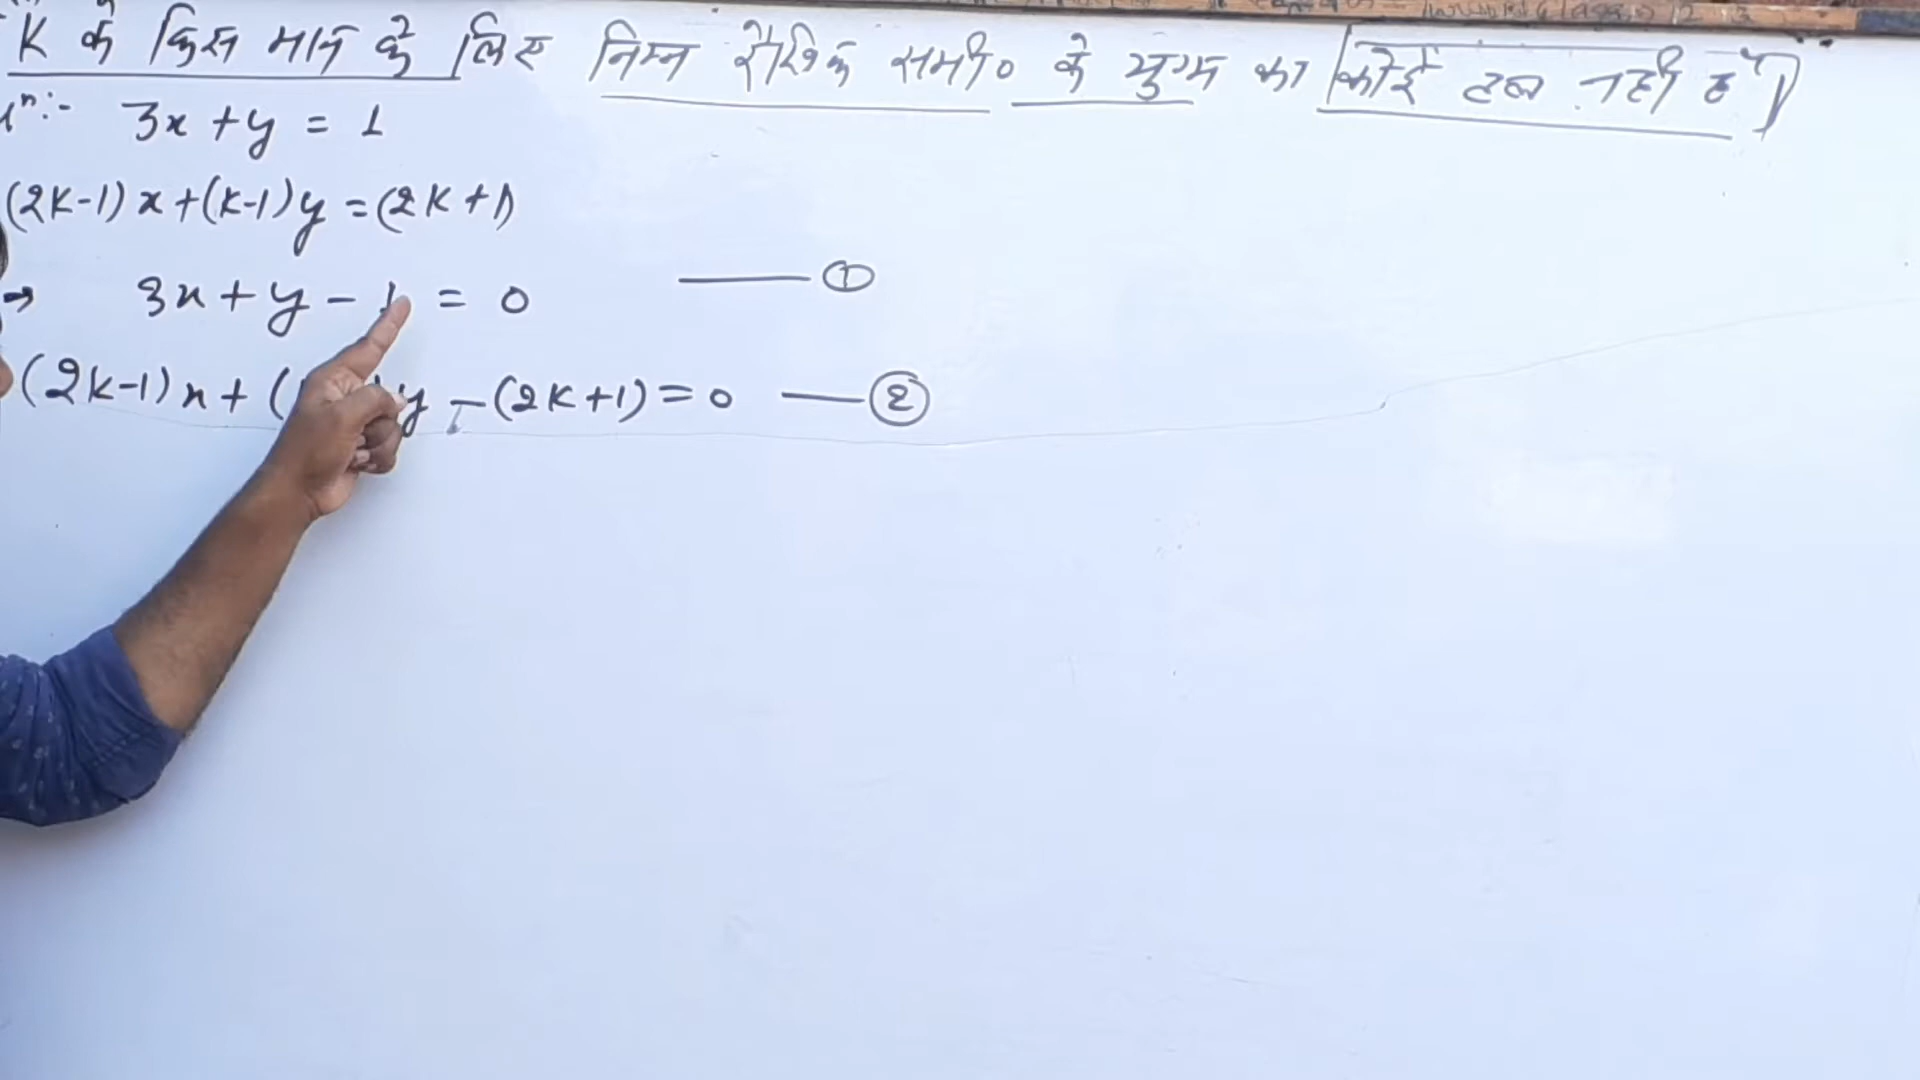 K के किस मान के लिए निम्न रैखिक समी० के युग्म का कोई हल नहीं है।
3x + y = 1
(2K-1)x+(k-1)y=(2K+1)
→ 3x + y - 1 = 0 —— ①
(2k-1)x + ( y -(2K+1)=0 —— ②